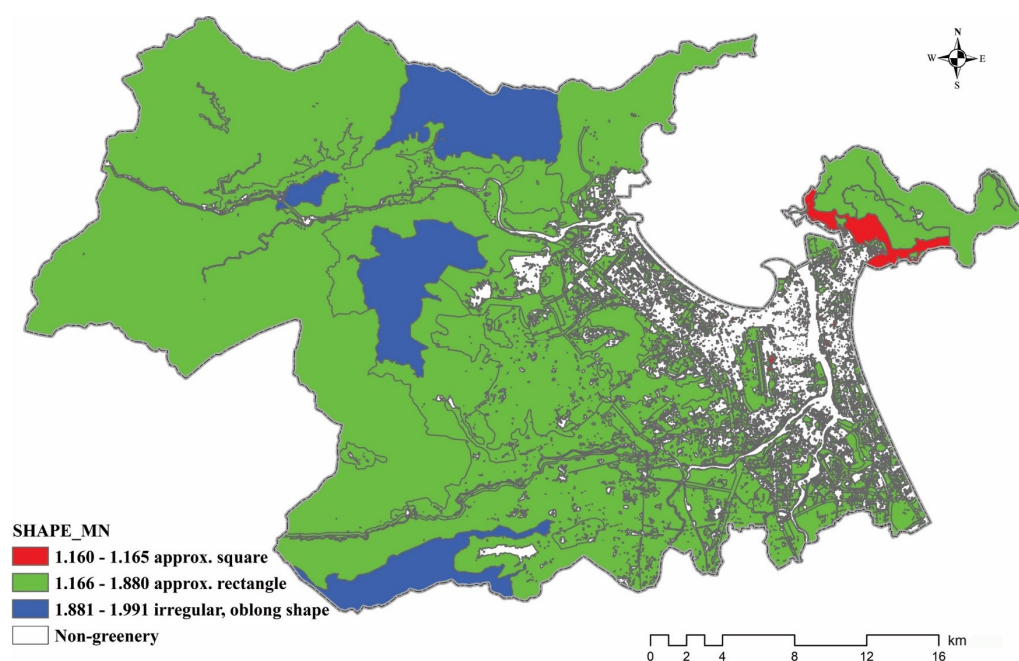 N
W E
S
SHAPE_MN
1.160 - 1.165 approx. square
1.166 - 1.880 approx. rectangle
1.881 - 1.991 irregular, oblong shape
Non-greenery
km
0 2 4 8 12 16